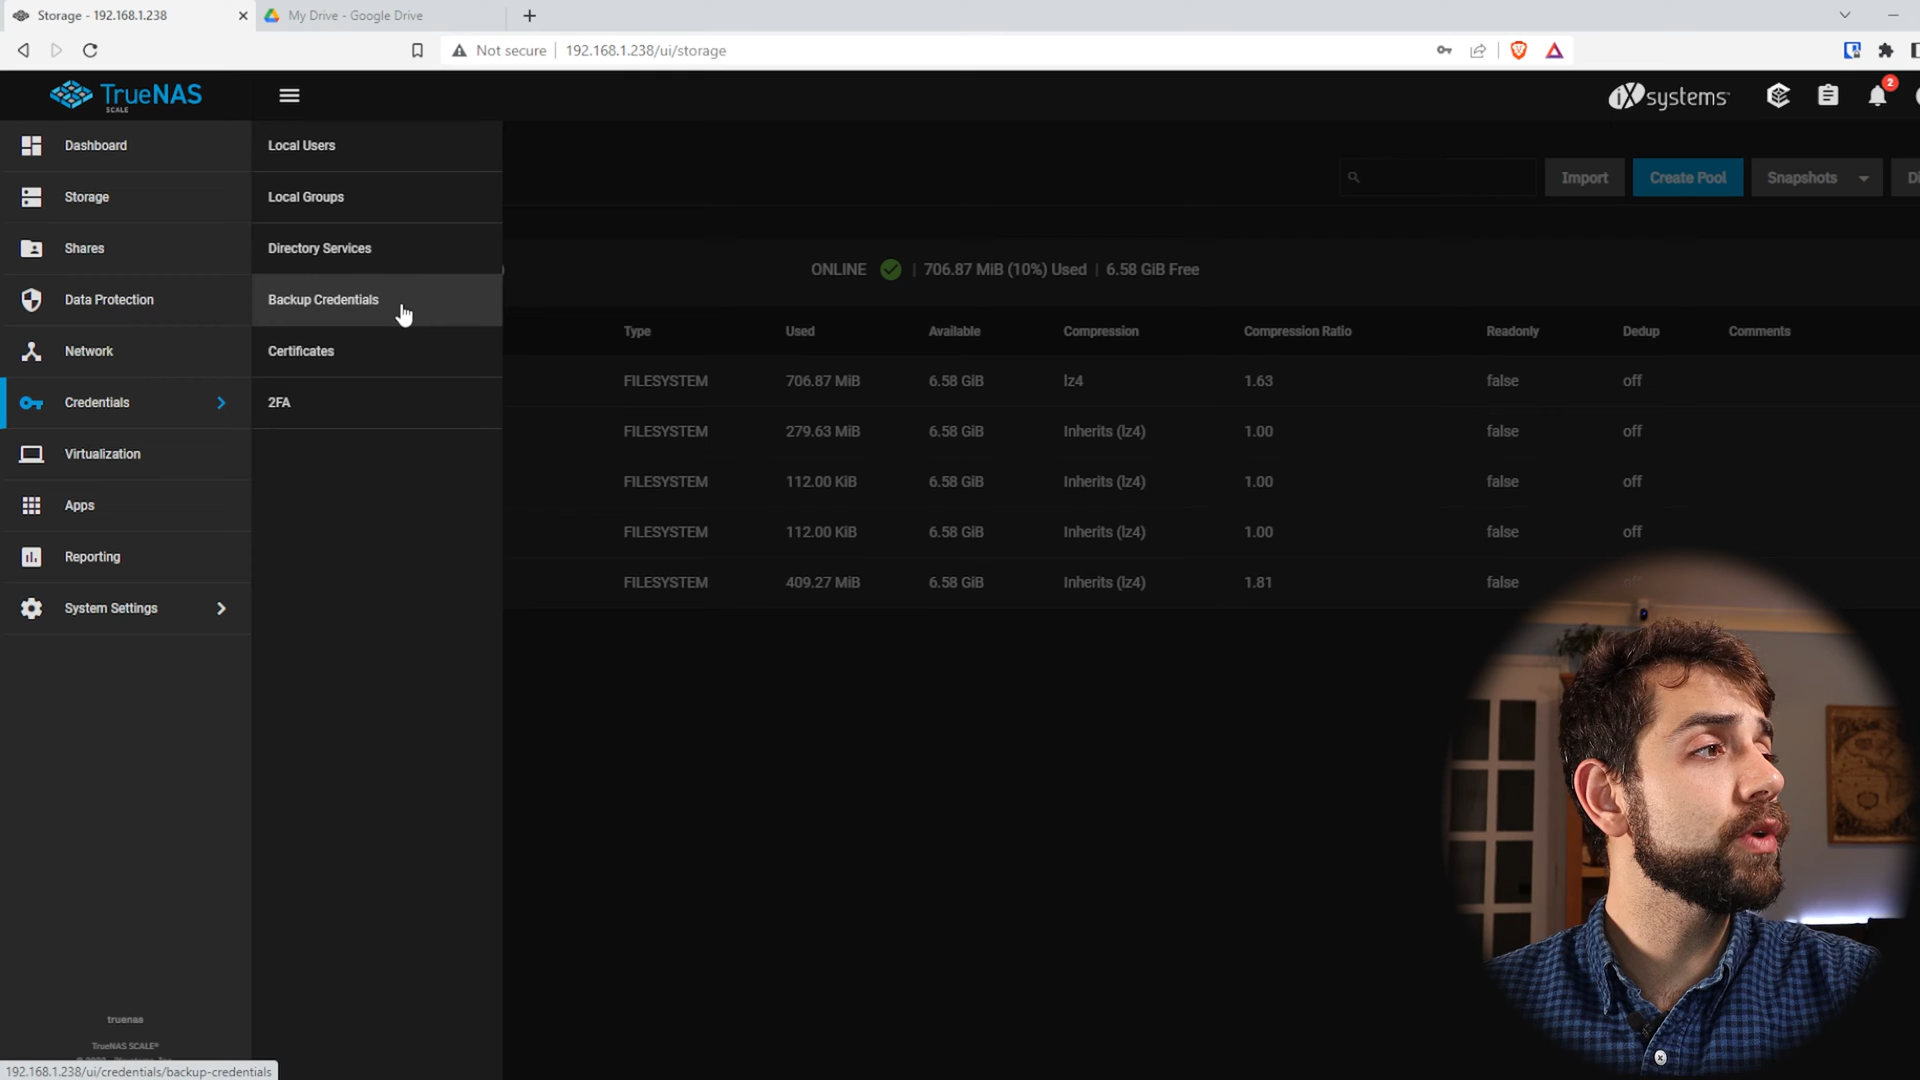 Storage - 192.168.1.238
My Drive - Google Drive
Not secure
192.168.1.238/ui/storage
TrueNAS
SCALE
iXsystems
2
Dashboard
Storage
Shares
Data Protection
Network
Credentials
Virtualization
Apps
Reporting
System Settings
Local Users
Local Groups
Directory Services
Backup Credentials
Certificates
2FA
Import
Create Pool
Snapshots
ONLINE | 706.87 MiB (10%) Used | 6.58 GiB Free
Type Used Available Compression Compression Ratio Readonly Dedup Comments
FILESYSTEM 706.87 MiB 6.58 GiB lz4 1.63 false off
FILESYSTEM 279.63 MiB 6.58 GiB Inherits (lz4) 1.00 false off
FILESYSTEM 112.00 KiB 6.58 GiB Inherits (lz4) 1.00 false off
FILESYSTEM 112.00 KiB 6.58 GiB Inherits (lz4) 1.00 false off
FILESYSTEM 409.27 MiB 6.58 GiB Inherits (lz4) 1.81 false off
truenas
TrueNAS SCALE®
192.168.1.238/ui/credentials/backup-credentials